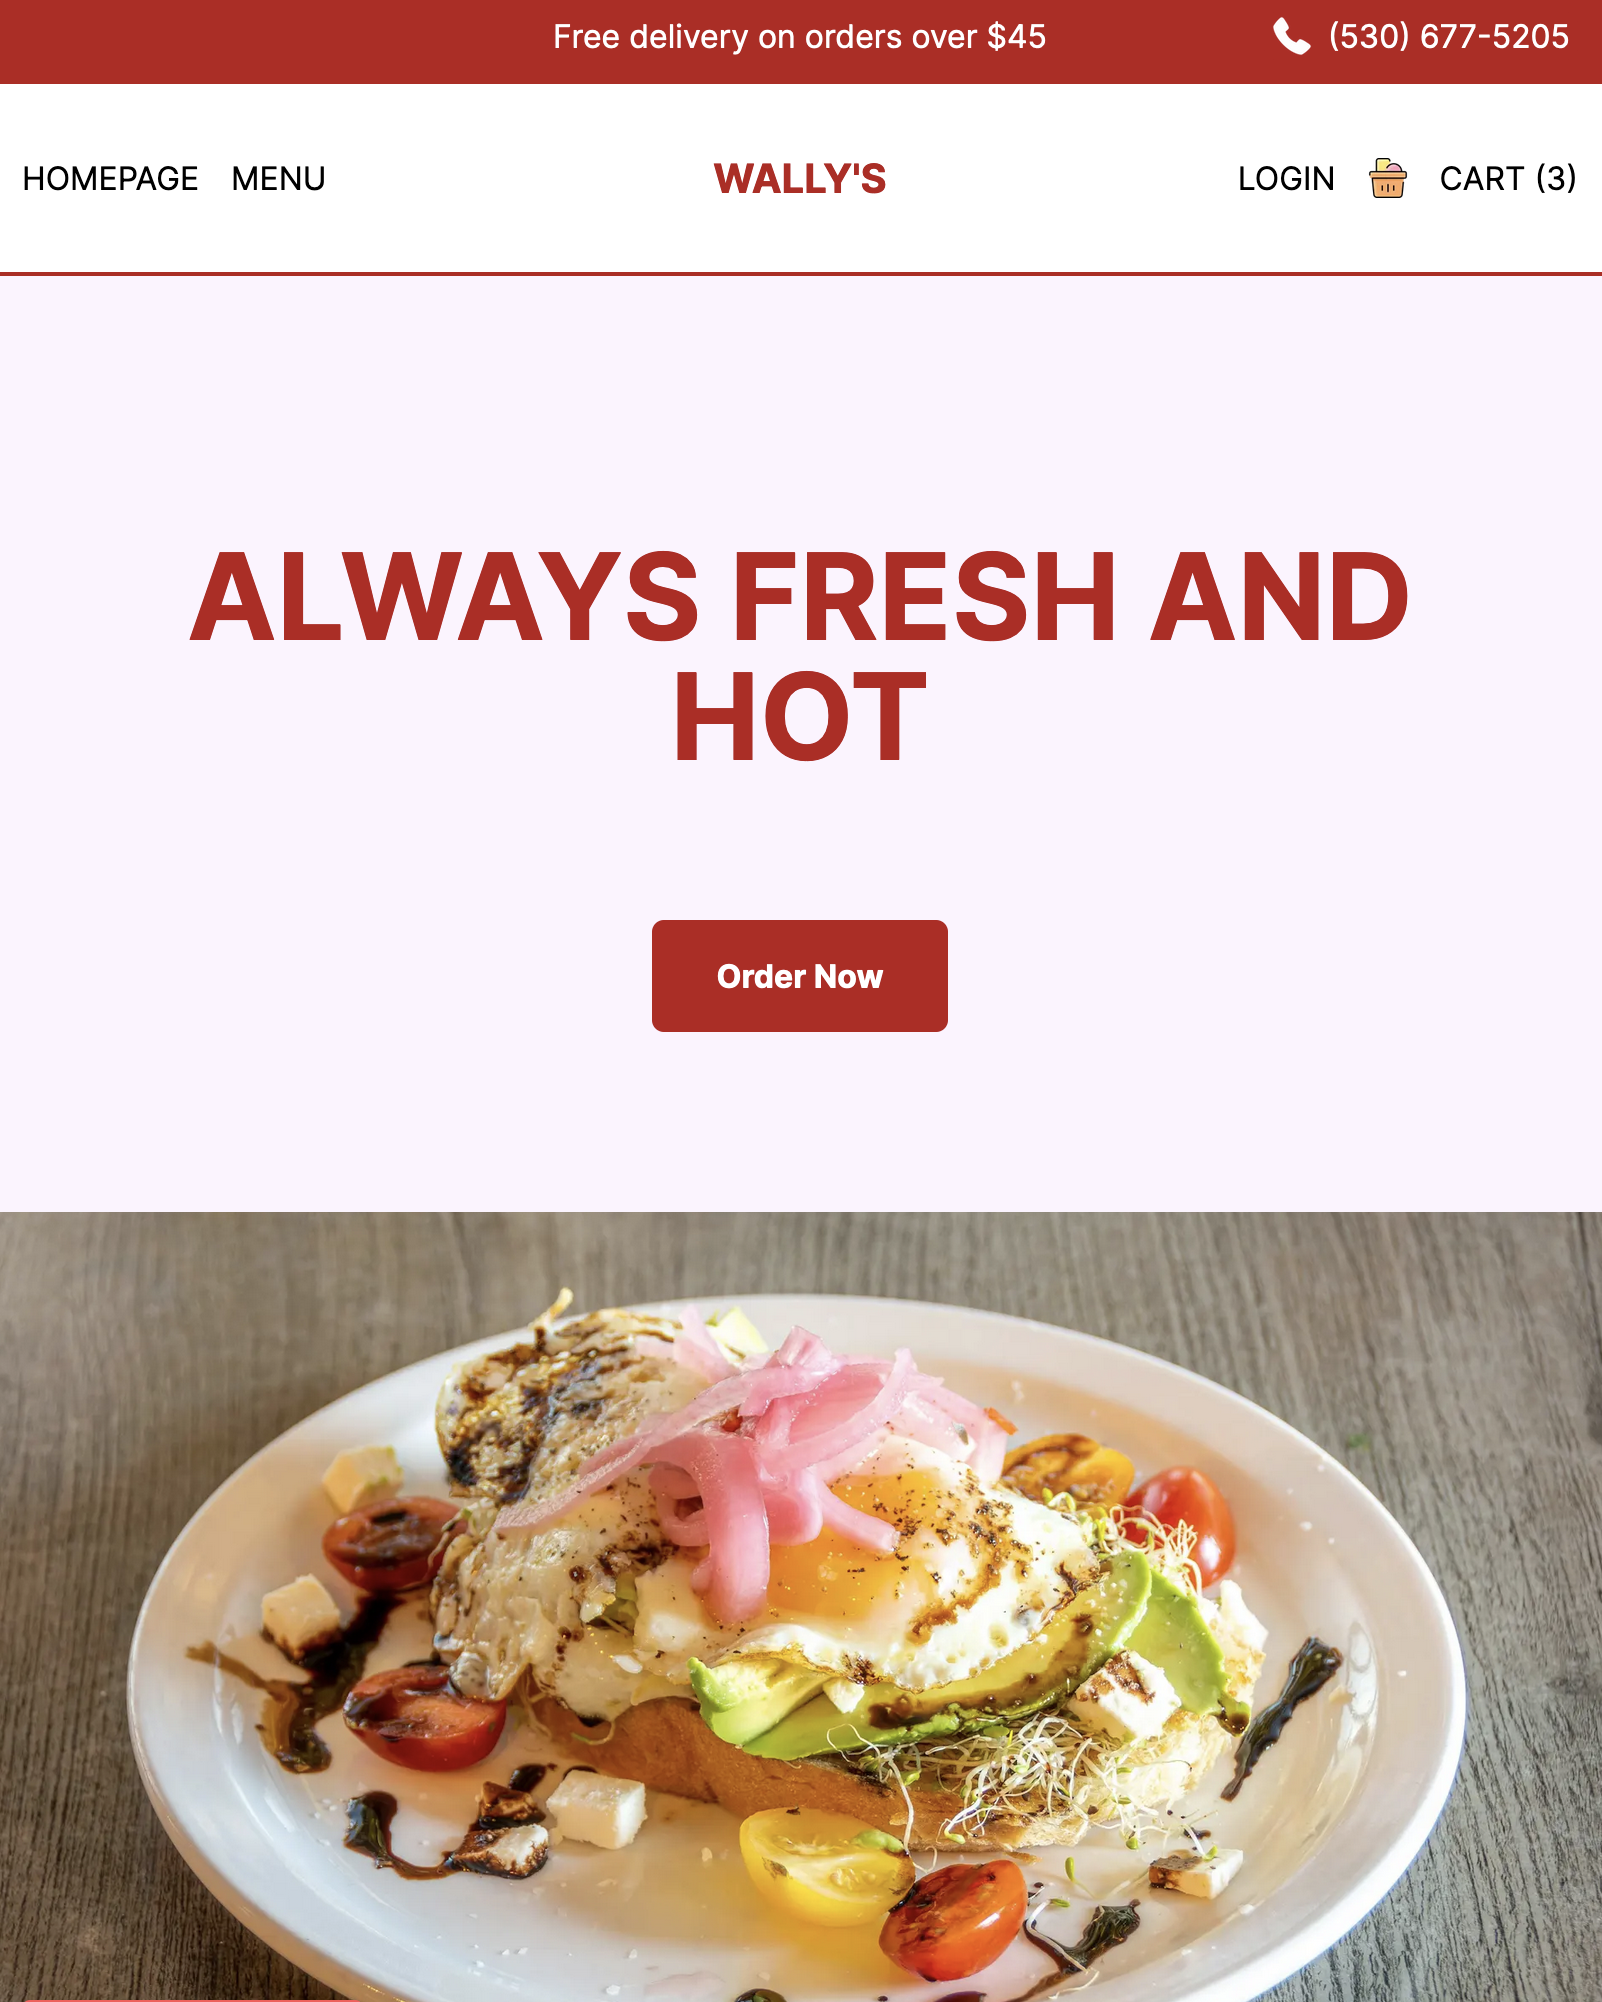 Free delivery on orders over $45
(530) 677-5205
HOMEPAGE MENU
WALLY'S
LOGIN
CART (3)
ALWAYS FRESH AND
HOT
Order Now